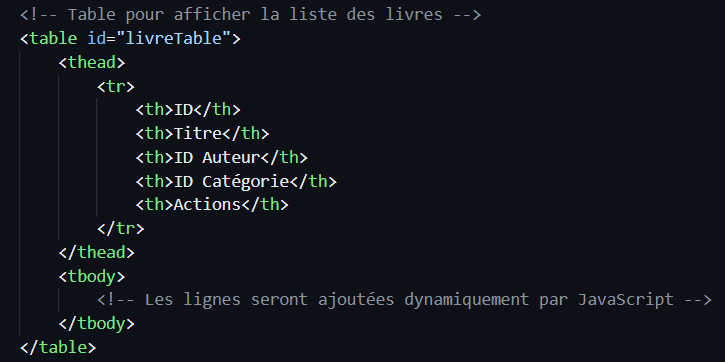 <!-- Table pour afficher la liste des livres -->
<table id="livreTable">
<thead>
<tr>
<th>ID</th>
<th>Titre</th>
<th>ID Auteur</th>
<th>ID Catégorie</th>
<th>Actions</th>
</tr>
</thead>
<tbody>
<!-- Les lignes seront ajoutées dynamiquement par JavaScript -->
</tbody>
</table>